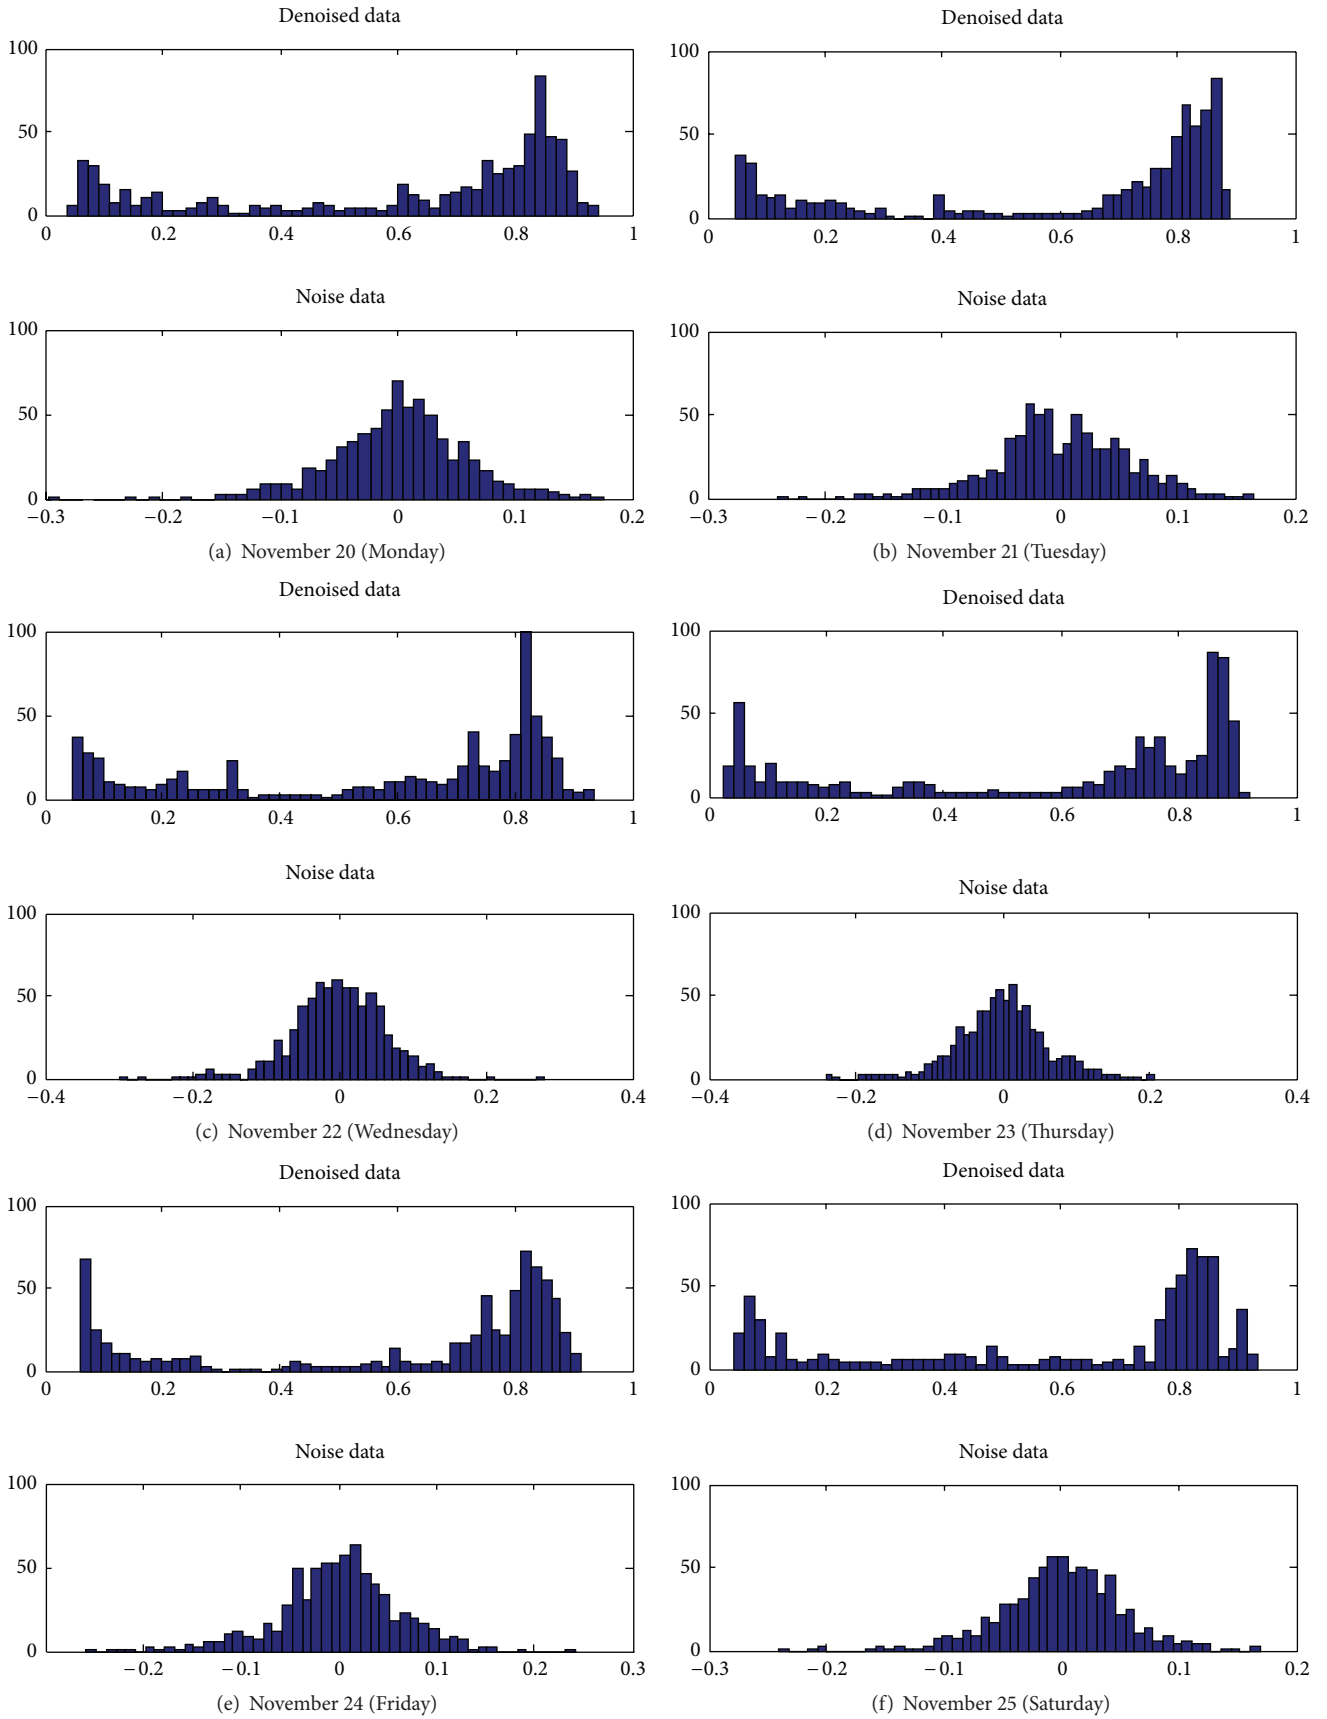 Denoised data
100
50
0
0 0.2 0.4 0.6 0.8 1
Noise data
100
50
0
−0.3 −0.2 −0.1 0 0.1 0.2
(a) November 20 (Monday)
Denoised data
100
50
0
0 0.2 0.4 0.6 0.8 1
Noise data
100
50
0
−0.3 −0.2 −0.1 0 0.1 0.2
(b) November 21 (Tuesday)
Denoised data
100
50
0
0 0.2 0.4 0.6 0.8 1
Noise data
100
50
0
−0.4 −0.2 0 0.2 0.4
(c) November 22 (Wednesday)
Denoised data
100
50
0
0 0.2 0.4 0.6 0.8 1
Noise data
100
50
0
−0.4 −0.2 0 0.2 0.4
(d) November 23 (Thursday)
Denoised data
100
50
0
0 0.2 0.4 0.6 0.8 1
Noise data
100
50
0
−0.2 −0.1 0 0.1 0.2 0.3
(e) November 24 (Friday)
Denoised data
100
50
0
0 0.2 0.4 0.6 0.8 1
Noise data
100
50
0
−0.3 −0.2 −0.1 0 0.1 0.2
(f) November 25 (Saturday)